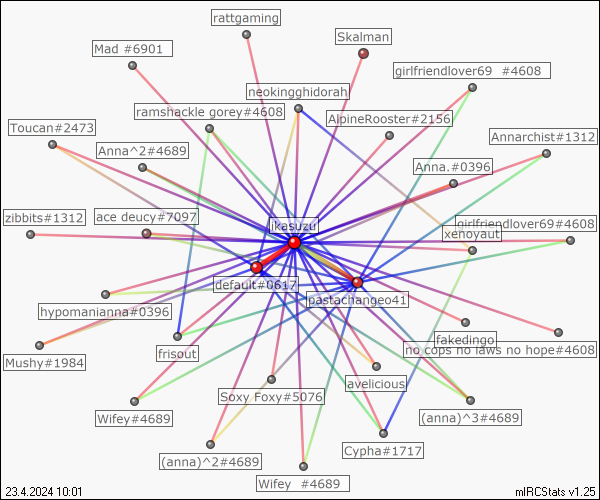 rattgaming
Skalman
Mad #6901
girlfriendlover69  #4608
neokingghidorah
ramshackle gorey#4608
AlpineRooster#2156
Toucan#2473
Annarchist#1312
Anna^2#4689
Anna.#0396
zibbits#1312
ace deucy#7097
girlfriendlover69#4608
ikasuzu
xenoyaut
default#0617
pastachangeo41
hypomanianna#0396
fakedingo
no cops no laws no hope#4608
frisout
Mushy#1984
avelicious
Soxy Foxy#5076
Wifey#4689
(anna)^3#4689
Cypha#1717
(anna)^2#4689
Wifey  #4689
23.4.2024 10:01
mIRCStats v1.25